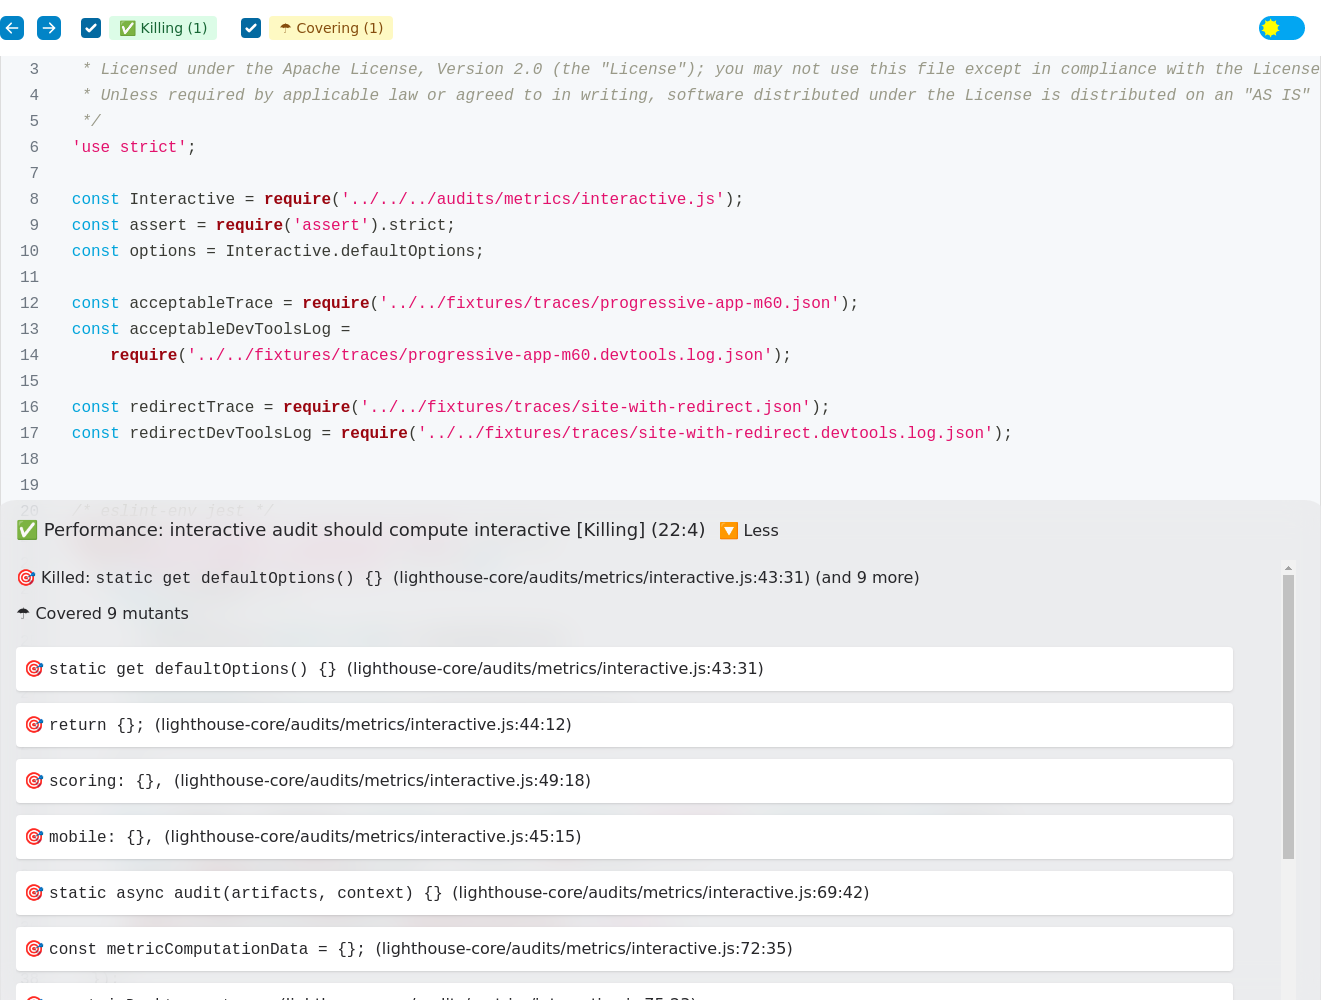 ✅ Killing (1) ☂ Covering (1)
3 * Licensed under the Apache License, Version 2.0 (the "License"); you may not use this file except in compliance with the License
4 * Unless required by applicable law or agreed to in writing, software distributed under the License is distributed on an "AS IS"
5 */
6 'use strict';
7
8 const Interactive = require('../../../audits/metrics/interactive.js');
9 const assert = require('assert').strict;
10 const options = Interactive.defaultOptions;
11
12 const acceptableTrace = require('../../fixtures/traces/progressive-app-m60.json');
13 const acceptableDevToolsLog =
14 require('../../fixtures/traces/progressive-app-m60.devtools.log.json');
15
16 const redirectTrace = require('../../fixtures/traces/site-with-redirect.json');
17 const redirectDevToolsLog = require('../../fixtures/traces/site-with-redirect.devtools.log.json');
18
19
20 /* eslint-env jest */
✅ Performance: interactive audit should compute interactive [Killing] (22:4) 🔽 Less
🎯 Killed: static get defaultOptions() {} (lighthouse-core/audits/metrics/interactive.js:43:31) (and 9 more)
☂ Covered 9 mutants
🎯 static get defaultOptions() {} (lighthouse-core/audits/metrics/interactive.js:43:31)
🎯 return {}; (lighthouse-core/audits/metrics/interactive.js:44:12)
🎯 scoring: {}, (lighthouse-core/audits/metrics/interactive.js:49:18)
🎯 mobile: {}, (lighthouse-core/audits/metrics/interactive.js:45:15)
🎯 static async audit(artifacts, context) {} (lighthouse-core/audits/metrics/interactive.js:69:42)
🎯 const metricComputationData = {}; (lighthouse-core/audits/metrics/interactive.js:72:35)